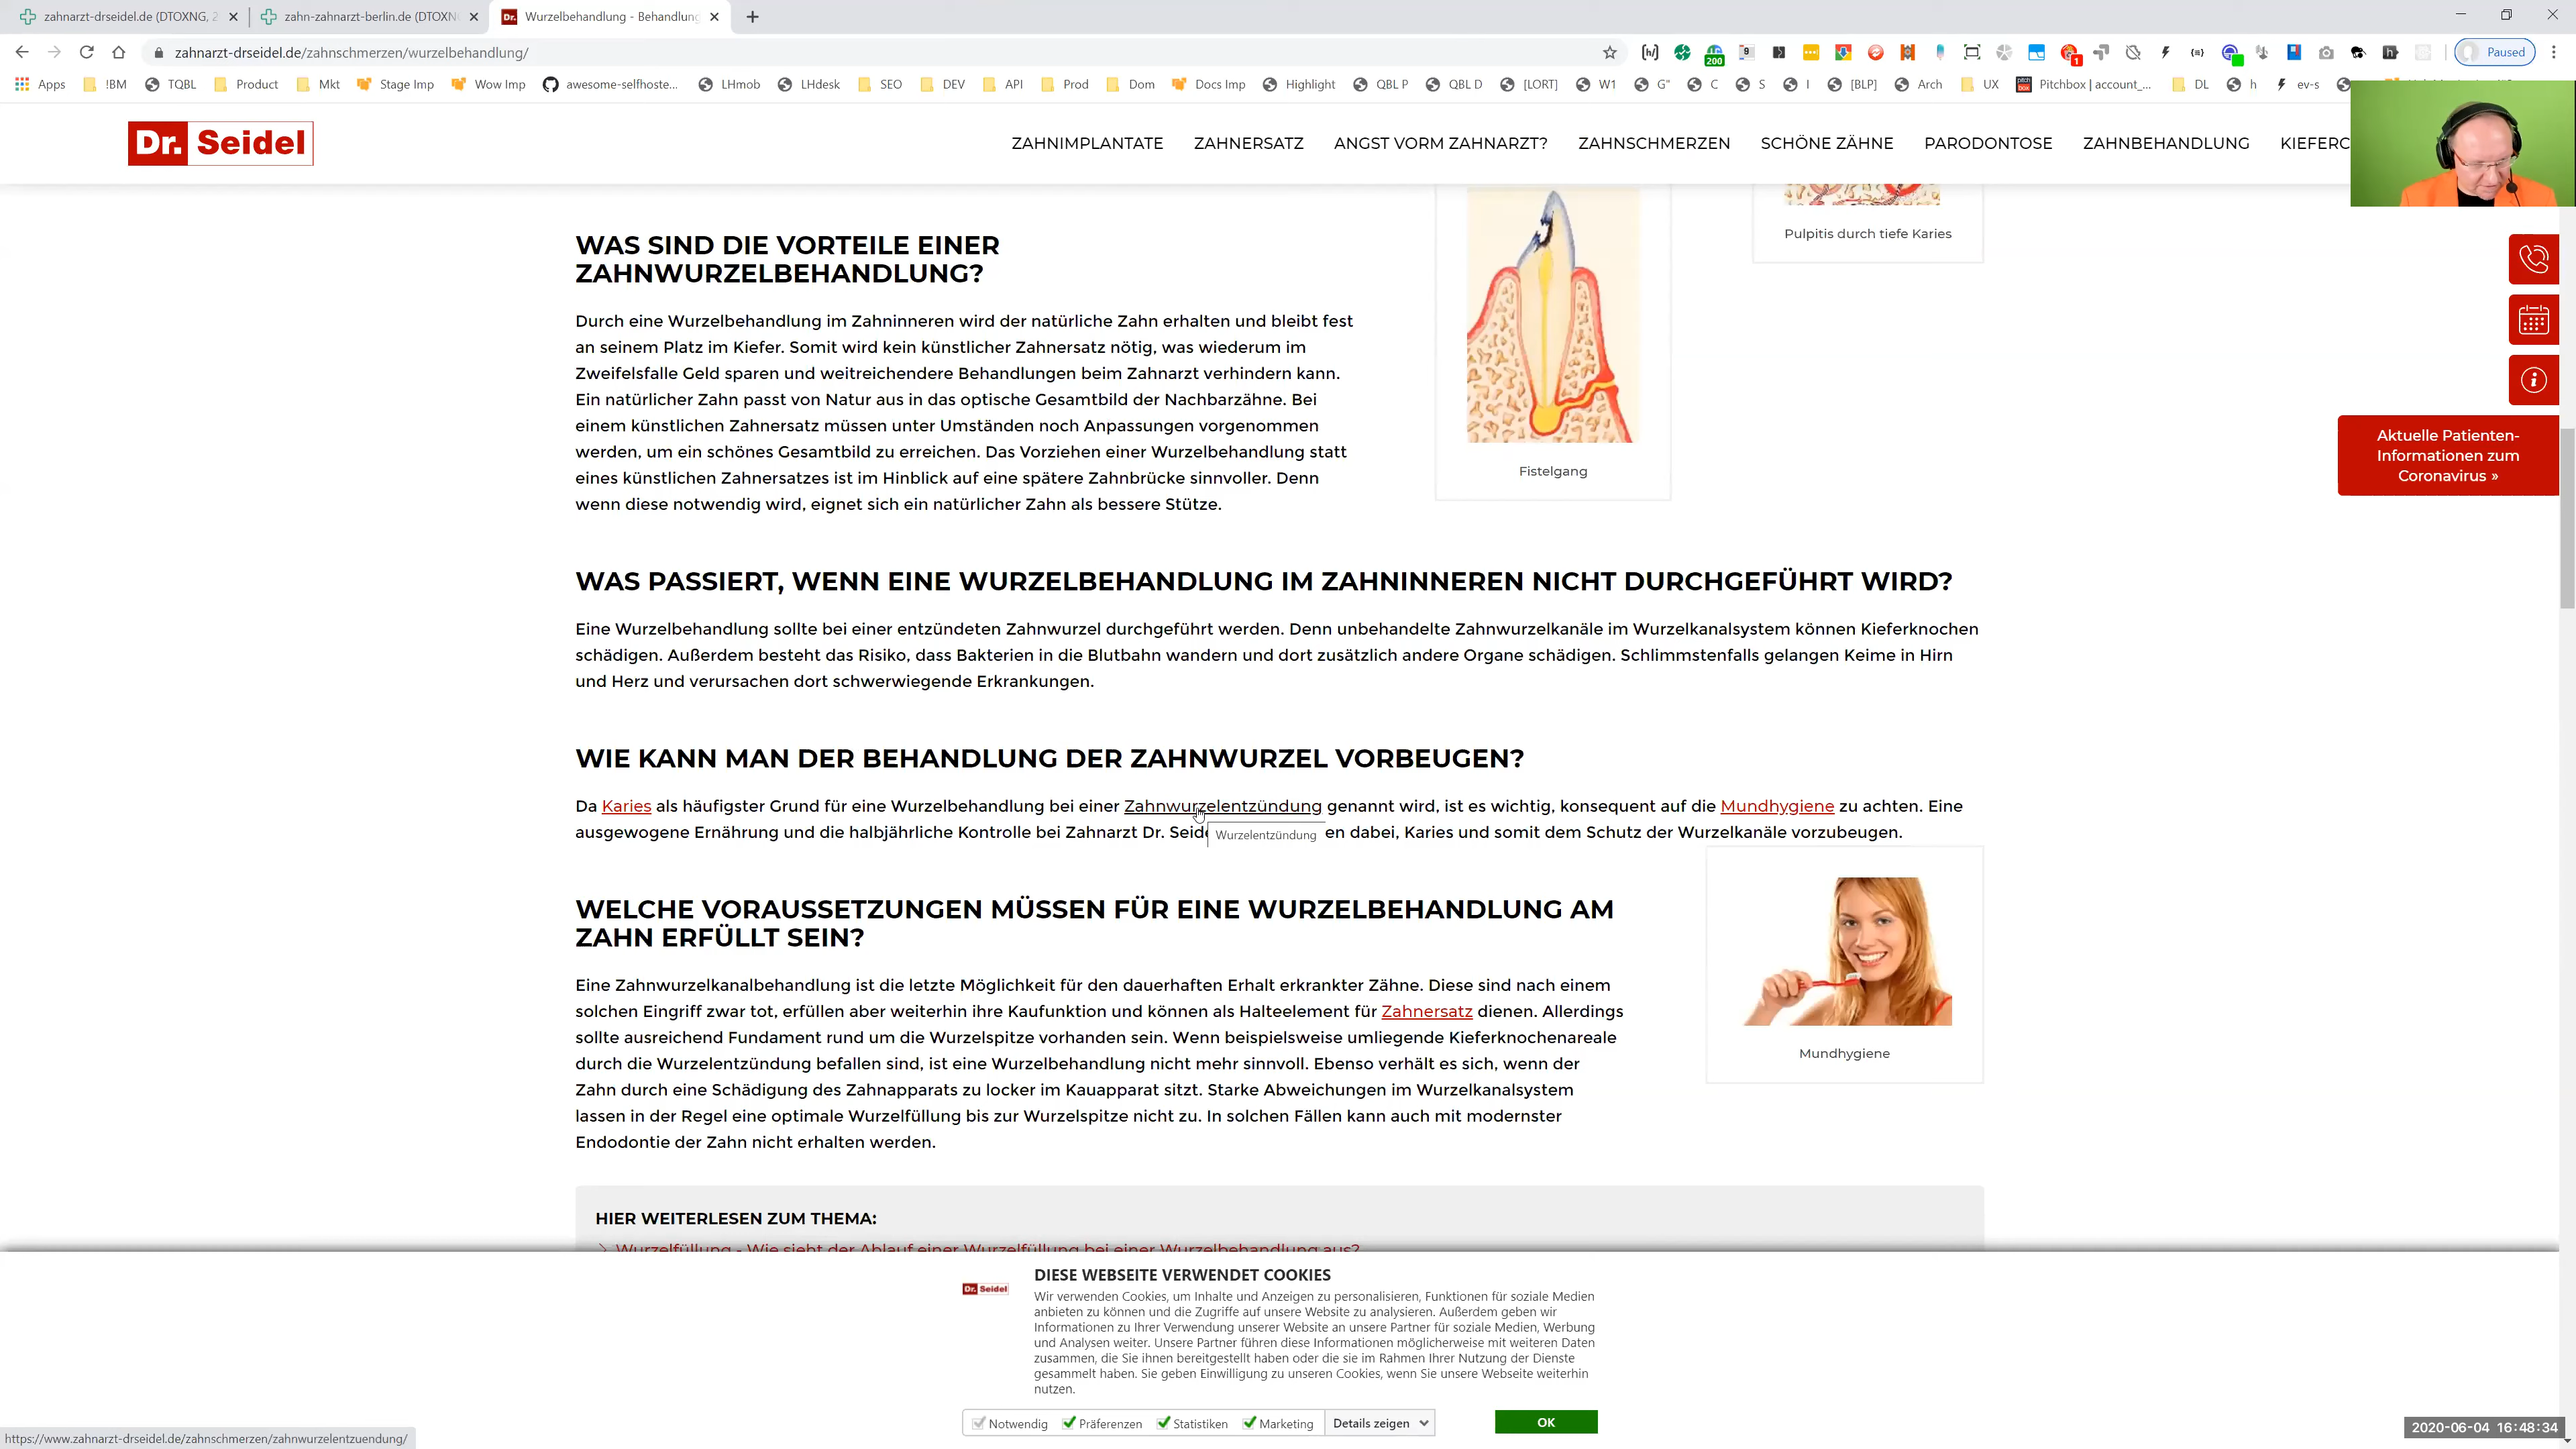 zahnarzt-drseidel.de (DTOXNG, 2
zahn-zahnarzt-berlin.de (DTOXN
Wurzelbehandlung - Behandlung
zahnarzt-drseidel.de/zahnschmerzen/wurzelbehandlung/
200
9
1
Paused
Apps !BM TQBL Product Mkt Stage Imp Wow Imp awesome-selfhoste... LHmob LHdesk SEO DEV API Prod Dom Docs Imp Highlight QBL P QBL D [LORT] W1 G" C S I [BLP] Arch UX Pitchbox | account_... DL h ev-s
Dr. Seidel
ZAHNIMPLANTATE ZAHNERSATZ ANGST VORM ZAHNARZT? ZAHNSCHMERZEN SCHÖNE ZÄHNE PARODONTOSE ZAHNBEHANDLUNG KIEFERC
WAS SIND DIE VORTEILE EINER
ZAHNWURZELBEHANDLUNG?
Durch eine Wurzelbehandlung im Zahninneren wird der natürliche Zahn erhalten und bleibt fest
an seinem Platz im Kiefer. Somit wird kein künstlicher Zahnersatz nötig, was wiederum im
Zweifelsfalle Geld sparen und weitreichendere Behandlungen beim Zahnarzt verhindern kann.
Ein natürlicher Zahn passt von Natur aus in das optische Gesamtbild der Nachbarzähne. Bei
einem künstlichen Zahnersatz müssen unter Umständen noch Anpassungen vorgenommen
werden, um ein schönes Gesamtbild zu erreichen. Das Vorziehen einer Wurzelbehandlung statt
eines künstlichen Zahnersatzes ist im Hinblick auf eine spätere Zahnbrücke sinnvoller. Denn
wenn diese notwendig wird, eignet sich ein natürlicher Zahn als bessere Stütze.
Fistelgang
Pulpitis durch tiefe Karies
Aktuelle Patienten-
Informationen zum
Coronavirus »
WAS PASSIERT, WENN EINE WURZELBEHANDLUNG IM ZAHNINNEREN NICHT DURCHGEFÜHRT WIRD?
Eine Wurzelbehandlung sollte bei einer entzündeten Zahnwurzel durchgeführt werden. Denn unbehandelte Zahnwurzelkanäle im Wurzelkanalsystem können Kieferknochen
schädigen. Außerdem besteht das Risiko, dass Bakterien in die Blutbahn wandern und dort zusätzlich andere Organe schädigen. Schlimmstenfalls gelangen Keime in Hirn
und Herz und verursachen dort schwerwiegende Erkrankungen.
WIE KANN MAN DER BEHANDLUNG DER ZAHNWURZEL VORBEUGEN?
Da Karies als häufigster Grund für eine Wurzelbehandlung bei einer Zahnwurzelentzündung genannt wird, ist es wichtig, konsequent auf die Mundhygiene zu achten. Eine
ausgewogene Ernährung und die halbjährliche Kontrolle bei Zahnarzt Dr. Seide en dabei, Karies und somit dem Schutz der Wurzelkanäle vorzubeugen.
Wurzelentzündung
WELCHE VORAUSSETZUNGEN MÜSSEN FÜR EINE WURZELBEHANDLUNG AM
ZAHN ERFÜLLT SEIN?
Eine Zahnwurzelkanalbehandlung ist die letzte Möglichkeit für den dauerhaften Erhalt erkrankter Zähne. Diese sind nach einem
solchen Eingriff zwar tot, erfüllen aber weiterhin ihre Kaufunktion und können als Halteelement für Zahnersatz dienen. Allerdings
sollte ausreichend Fundament rund um die Wurzelspitze vorhanden sein. Wenn beispielsweise umliegende Kieferknochenareale
durch die Wurzelentzündung befallen sind, ist eine Wurzelbehandlung nicht mehr sinnvoll. Ebenso verhält es sich, wenn der
Zahn durch eine Schädigung des Zahnapparats zu locker im Kauapparat sitzt. Starke Abweichungen im Wurzelkanalsystem
lassen in der Regel eine optimale Wurzelfüllung bis zur Wurzelspitze nicht zu. In solchen Fällen kann auch mit modernster
Endodontie der Zahn nicht erhalten werden.
Mundhygiene
HIER WEITERLESEN ZUM THEMA:
Wurzelfüllung - Wie sieht der Ablauf einer Wurzelfüllung bei einer Wurzelbehandlung aus?
Dr. Seidel
DIESE WEBSEITE VERWENDET COOKIES
Wir verwenden Cookies, um Inhalte und Anzeigen zu personalisieren, Funktionen für soziale Medien
anbieten zu können und die Zugriffe auf unsere Website zu analysieren. Außerdem geben wir
Informationen zu Ihrer Verwendung unserer Website an unsere Partner für soziale Medien, Werbung
und Analysen weiter. Unsere Partner führen diese Informationen möglicherweise mit weiteren Daten
zusammen, die Sie ihnen bereitgestellt haben oder die sie im Rahmen Ihrer Nutzung der Dienste
gesammelt haben. Sie geben Einwilligung zu unseren Cookies, wenn Sie unsere Webseite weiterhin
nutzen.
Notwendig Präferenzen Statistiken Marketing Details zeigen
OK
https://www.zahnarzt-drseidel.de/zahnschmerzen/zahnwurzelentzuendung/
2020-06-04 16:48:34